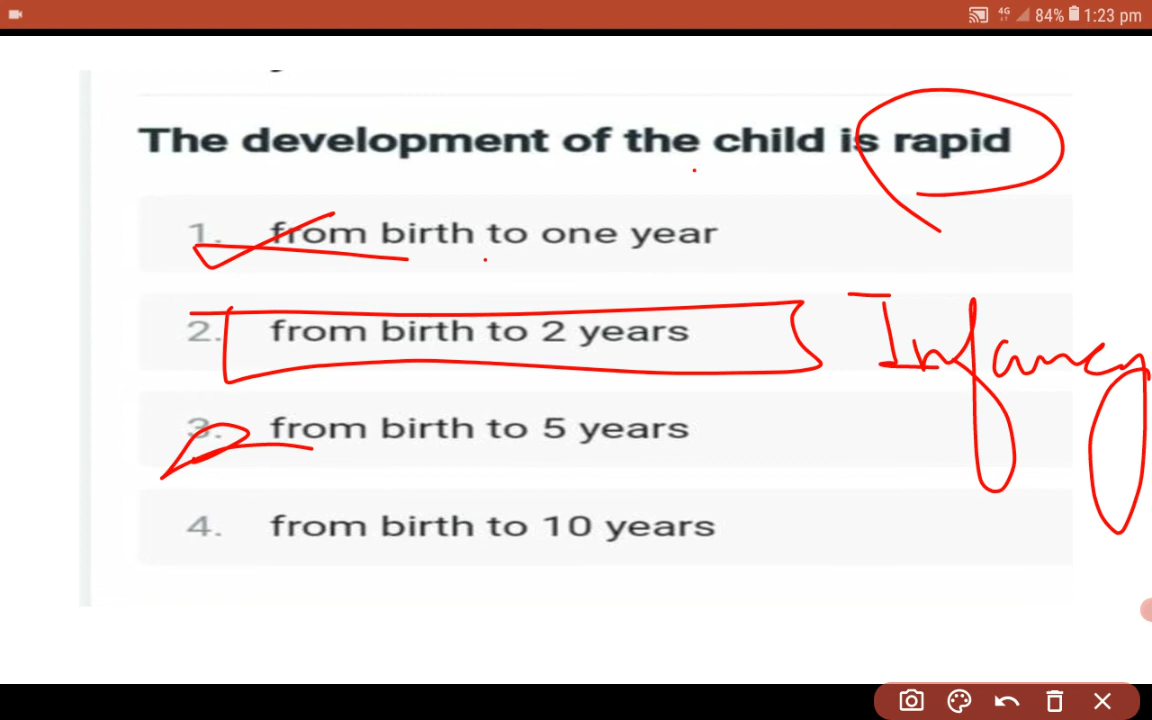 4G 84% 1:23 pm
The development of the child is rapid
1. from birth to one year
2. from birth to 2 years
Infancy
3. from birth to 5 years
4. from birth to 10 years